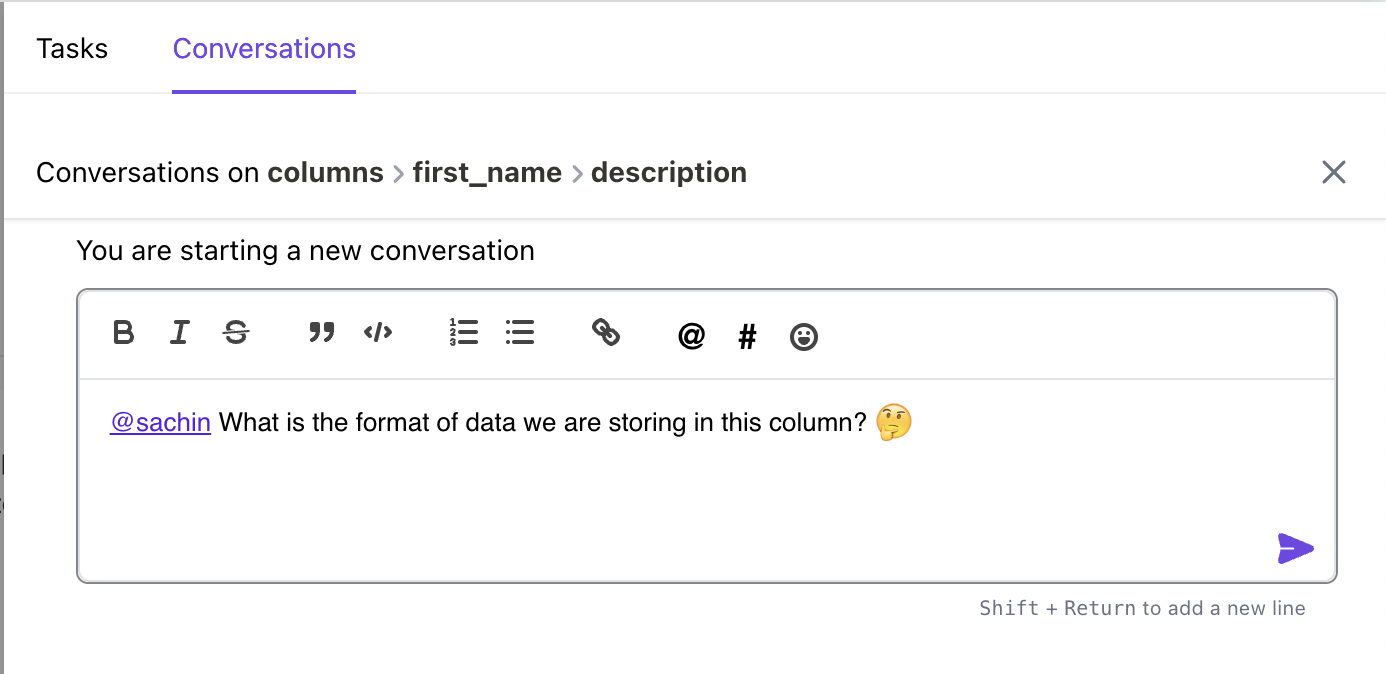 Tasks Conversations
Conversations on columns > first_name > description
You are starting a new conversation
@sachin What is the format of data we are storing in this column? 🤔
Shift + Return to add a new line